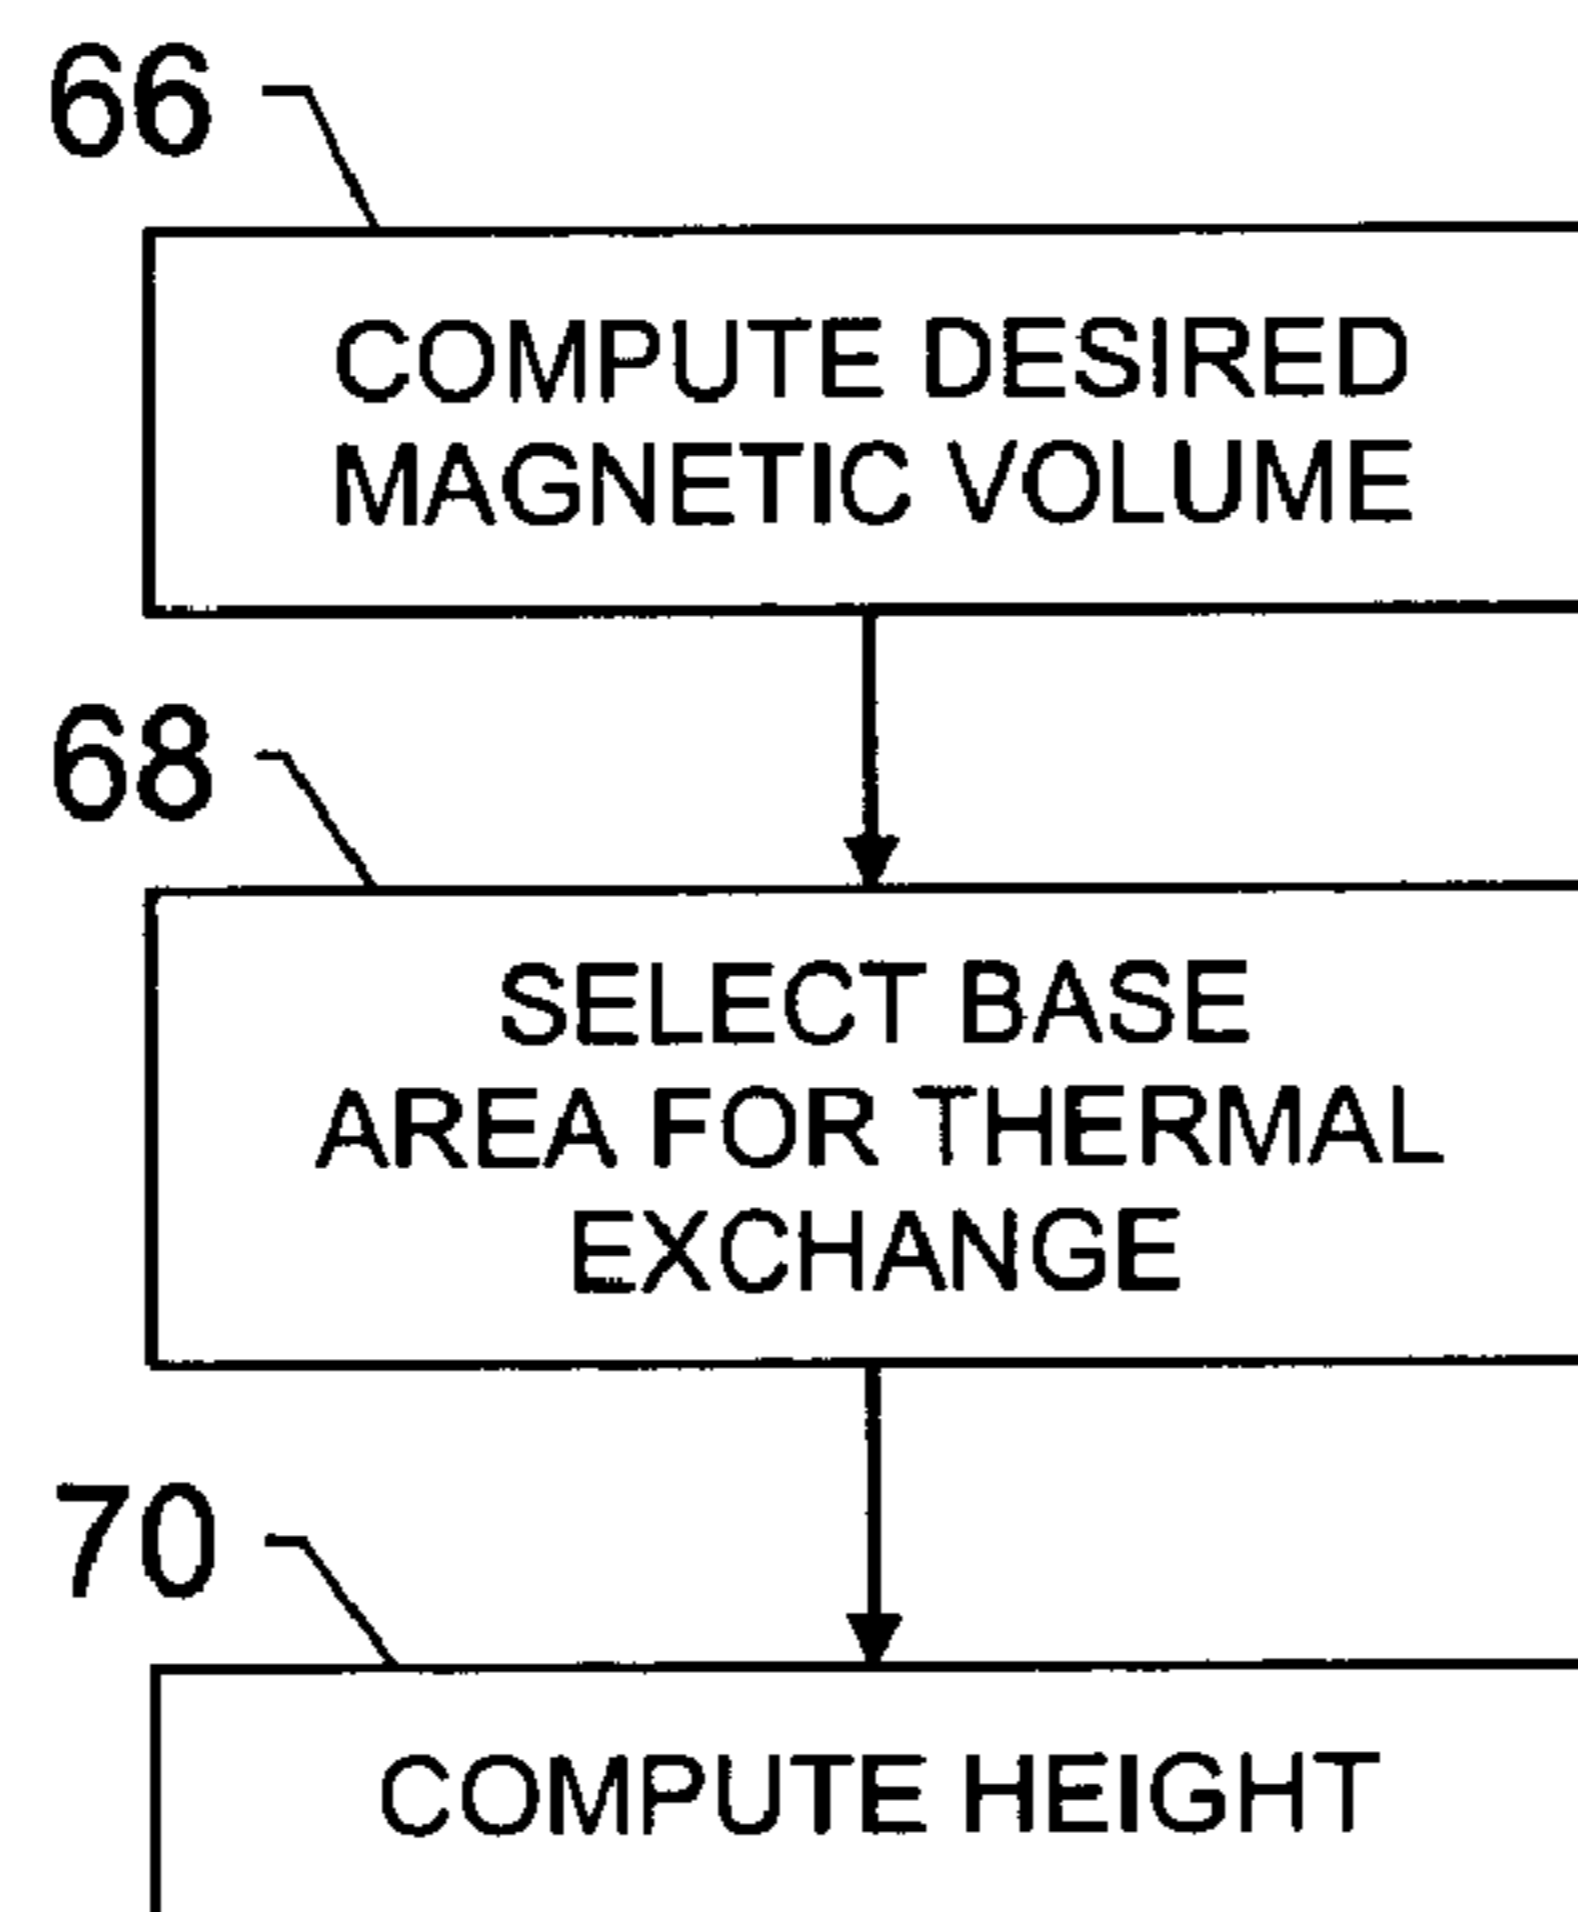 66
COMPUTE DESIRED
MAGNETIC VOLUME
68
SELECT BASE
AREA FOR THERMAL
EXCHANGE
70
COMPUTE HEIGHT